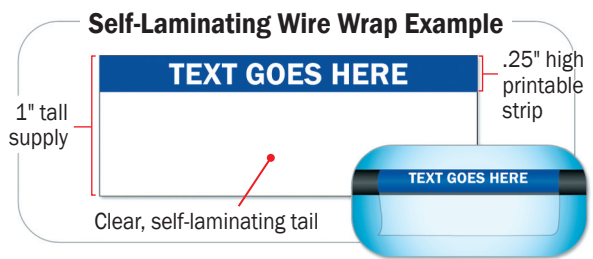 Self-Laminating Wire Wrap Example
TEXT GOES HERE
.25" high
printable
strip
1" tall
supply
TEXT GOES HERE
Clear, self-laminating tail